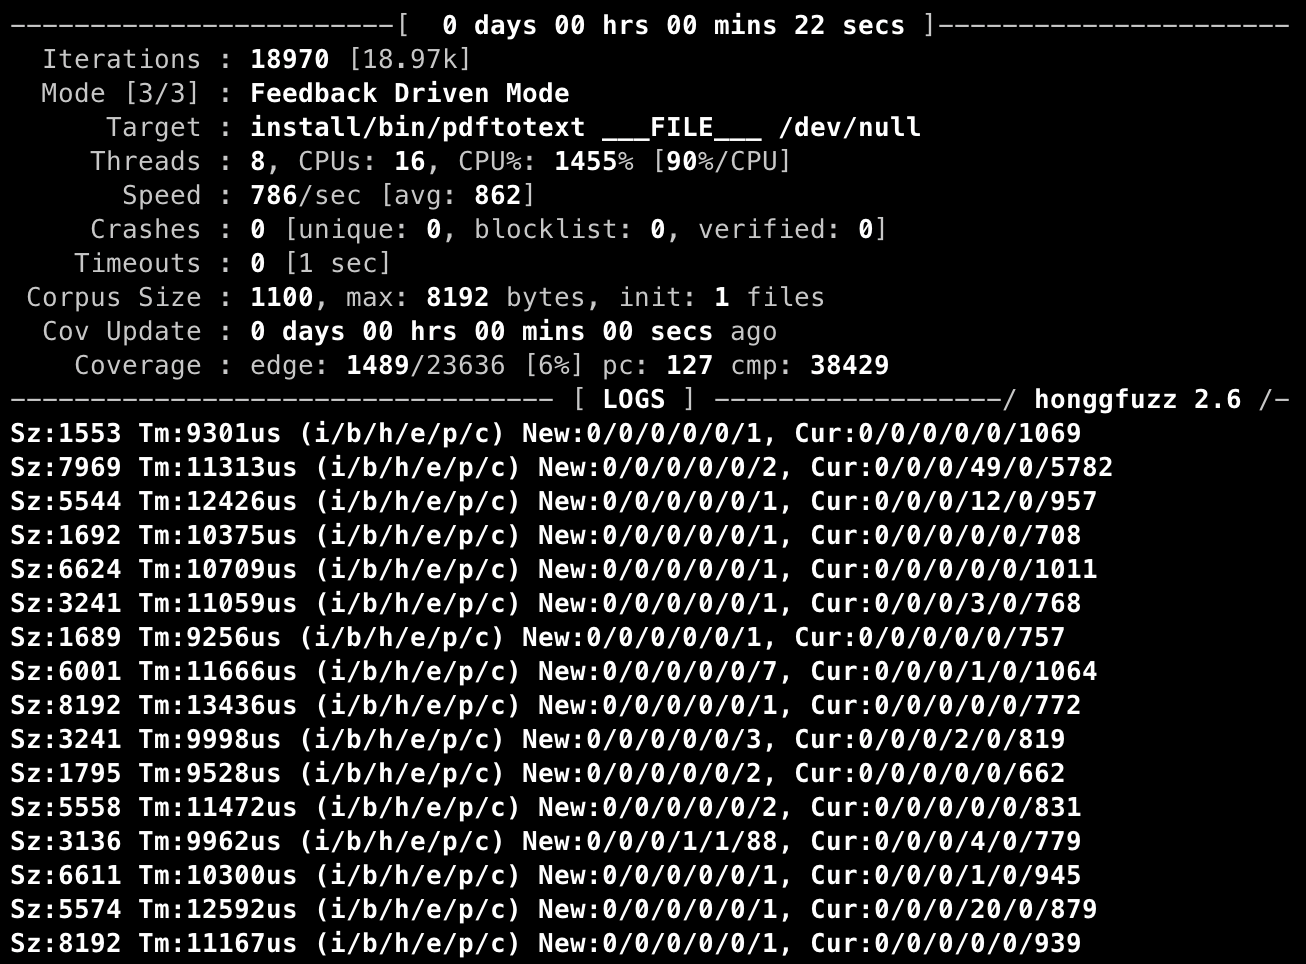 ------------------------[  0 days 00 hrs 00 mins 22 secs ]----------------------
  Iterations : 18970 [18.97k]
  Mode [3/3] : Feedback Driven Mode
      Target : install/bin/pdftotext ___FILE___ /dev/null
     Threads : 8, CPUs: 16, CPU%: 1455% [90%/CPU]
       Speed : 786/sec [avg: 862]
     Crashes : 0 [unique: 0, blocklist: 0, verified: 0]
    Timeouts : 0 [1 sec]
 Corpus Size : 1100, max: 8192 bytes, init: 1 files
  Cov Update : 0 days 00 hrs 00 mins 00 secs ago
    Coverage : edge: 1489/23636 [6%] pc: 127 cmp: 38429
---------------------------------- [ LOGS ] ------------------/ honggfuzz 2.6 /-
Sz:1553 Tm:9301us (i/b/h/e/p/c) New:0/0/0/0/0/1, Cur:0/0/0/0/0/1069
Sz:7969 Tm:11313us (i/b/h/e/p/c) New:0/0/0/0/0/2, Cur:0/0/0/49/0/5782
Sz:5544 Tm:12426us (i/b/h/e/p/c) New:0/0/0/0/0/1, Cur:0/0/0/12/0/957
Sz:1692 Tm:10375us (i/b/h/e/p/c) New:0/0/0/0/0/1, Cur:0/0/0/0/0/708
Sz:6624 Tm:10709us (i/b/h/e/p/c) New:0/0/0/0/0/1, Cur:0/0/0/0/0/1011
Sz:3241 Tm:11059us (i/b/h/e/p/c) New:0/0/0/0/0/1, Cur:0/0/0/3/0/768
Sz:1689 Tm:9256us (i/b/h/e/p/c) New:0/0/0/0/0/1, Cur:0/0/0/0/0/757
Sz:6001 Tm:11666us (i/b/h/e/p/c) New:0/0/0/0/0/7, Cur:0/0/0/1/0/1064
Sz:8192 Tm:13436us (i/b/h/e/p/c) New:0/0/0/0/0/1, Cur:0/0/0/0/0/772
Sz:3241 Tm:9998us (i/b/h/e/p/c) New:0/0/0/0/0/3, Cur:0/0/0/2/0/819
Sz:1795 Tm:9528us (i/b/h/e/p/c) New:0/0/0/0/0/2, Cur:0/0/0/0/0/662
Sz:5558 Tm:11472us (i/b/h/e/p/c) New:0/0/0/0/0/2, Cur:0/0/0/0/0/831
Sz:3136 Tm:9962us (i/b/h/e/p/c) New:0/0/0/1/1/88, Cur:0/0/0/4/0/779
Sz:6611 Tm:10300us (i/b/h/e/p/c) New:0/0/0/0/0/1, Cur:0/0/0/1/0/945
Sz:5574 Tm:12592us (i/b/h/e/p/c) New:0/0/0/0/0/1, Cur:0/0/0/20/0/879
Sz:8192 Tm:11167us (i/b/h/e/p/c) New:0/0/0/0/0/1, Cur:0/0/0/0/0/939